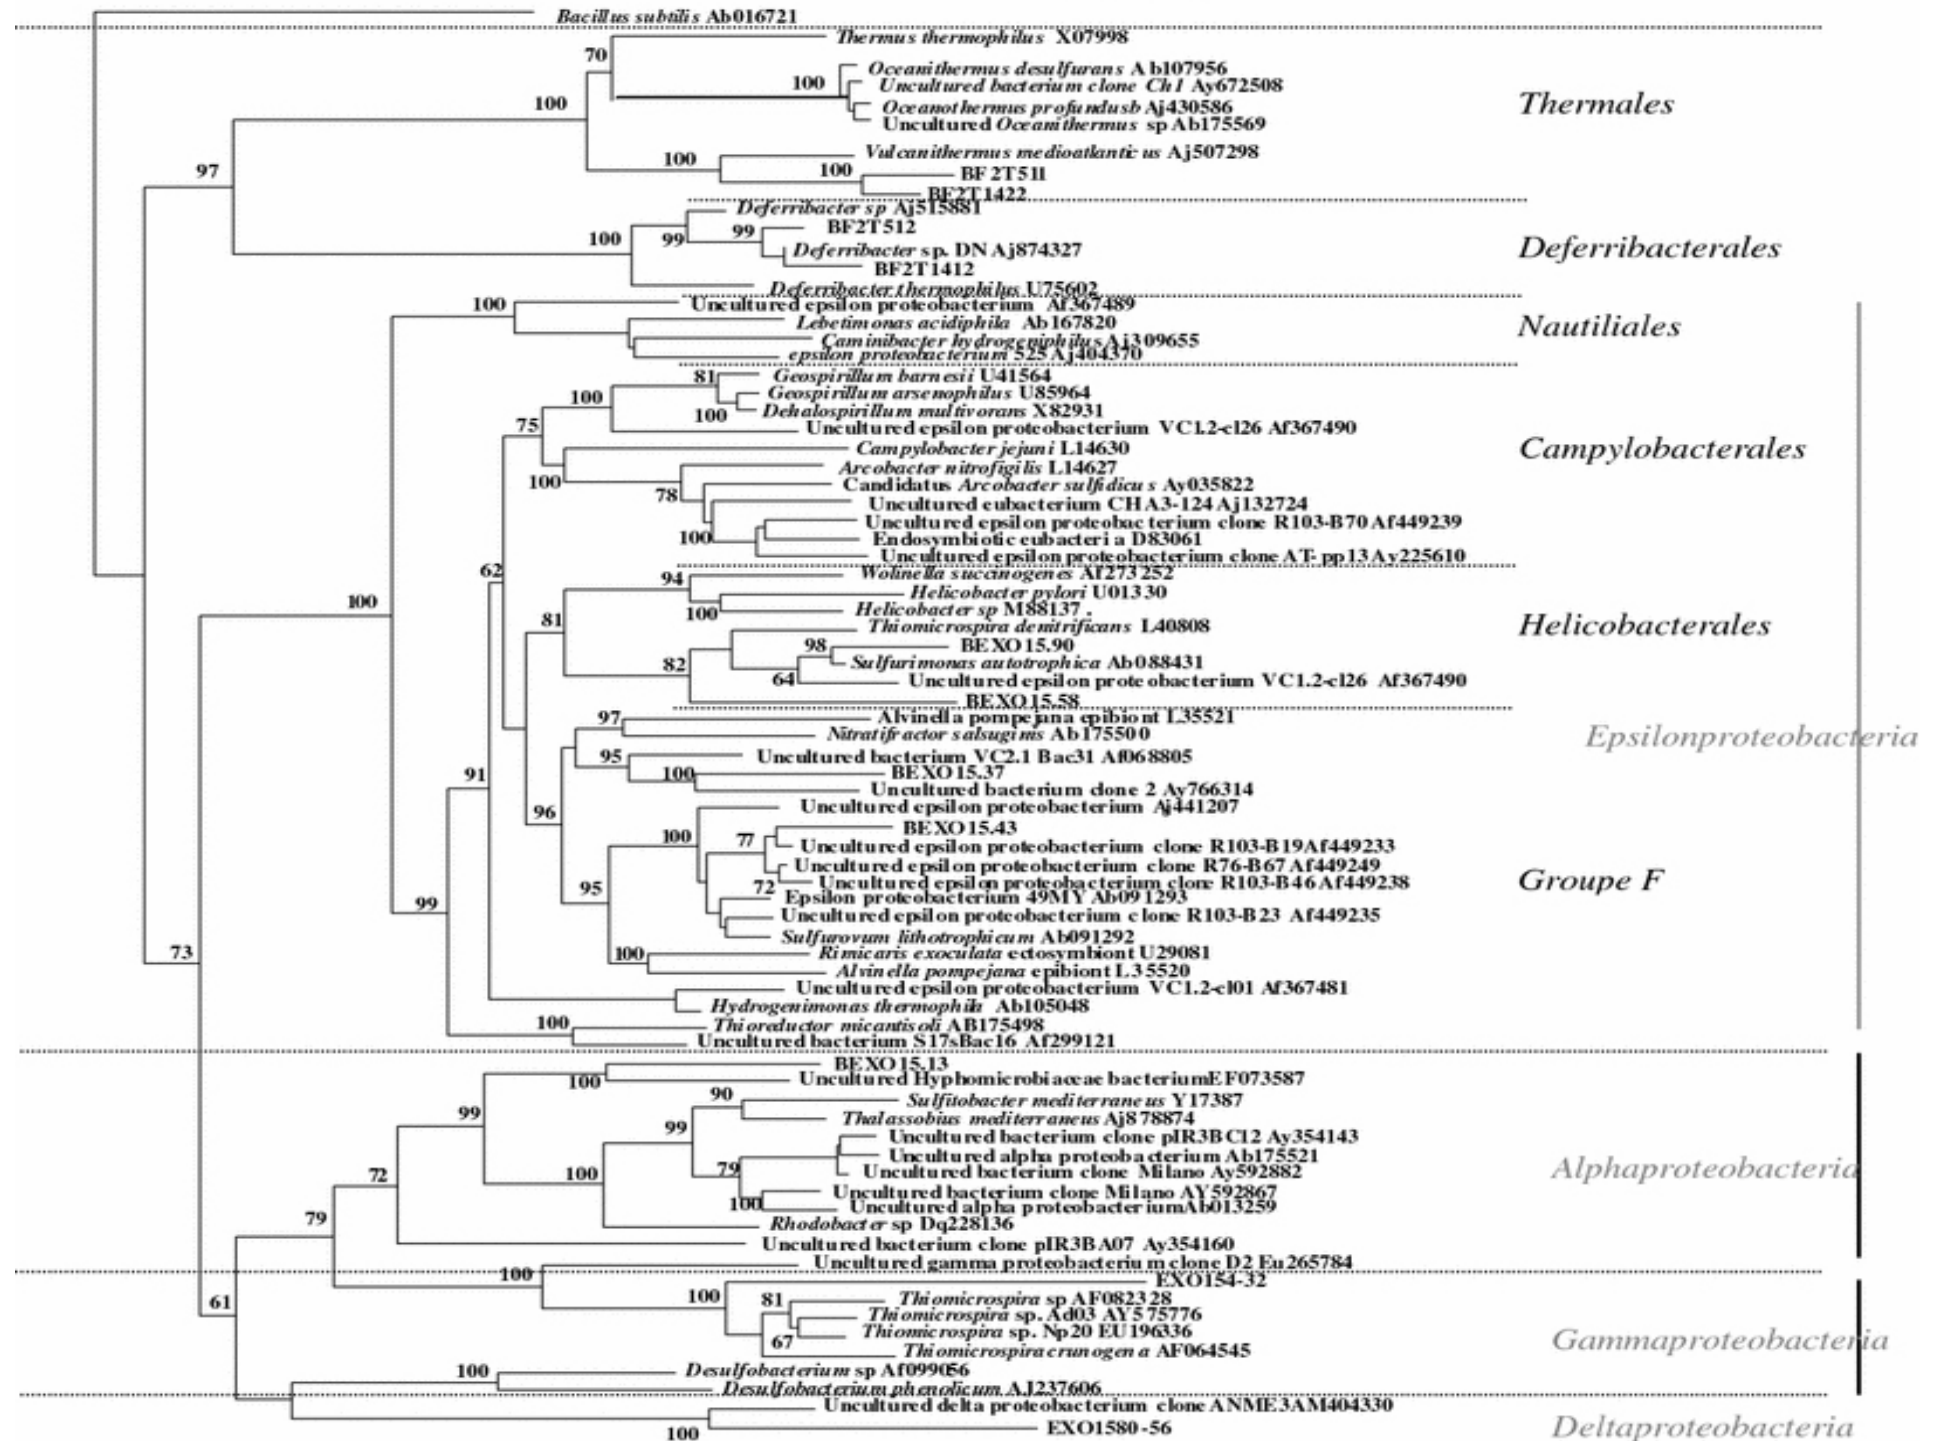 Bacillus subtilis Ab016721
Thermus thermophilus X07998
70
Oceanithermus desulfurans Ab107956
100
Uncultured bacterium clone Ch1 Ay672508
100
Oceanothermus profundusb Aj430586
Thermales
Uncultured Oceanithermus sp Ab175569
Vulcanithermus medioatlanticus Aj507298
100
97
100
BF2T511
BF2T1422
Deferribacter sp Aj515881
BF2T512
100
99
99
Deferribacter sp. DN Aj874327
Deferribacterales
BF2T1412
Deferribacter thermophilus U75602
100
Uncultured epsilon proteobacterium Af367489
Lebetimonas acidiphila Ab167820
Nautiliales
Caminibacter hydrogeniphilus Aj309655
epsilon proteobacterium 525 Aj404370
81
Geospirillum barnesii U41564
100
Geospirillum arsenophilus U85964
100
Dehalospirillum multivorans X82931
75
Uncultured epsilon proteobacterium VC1.2-cl26 Af367490
Campylobacter jejuni L14630
Campylobacterales
Arcobacter nitrofigilis L14627
100
Candidatus Arcobacter sulfidicus Ay035822
78
Uncultured eubacterium CHA3-124 Aj132724
Uncultured epsilon proteobacterium clone R103-B70 Af449239
100
Endosymbiotic eubacteria D83061
Uncultured epsilon proteobacterium clone AT-pp13 Ay225610
62
94
Wolinella succinogenes Af273252
Helicobacter pylori U01330
100
100
Helicobacter sp M88137 .
81
Thiomicrospira denitrificans L40808
Helicobacterales
98
BEXO15.90
82
Sulfurimonas autotrophica Ab088431
64
Uncultured epsilon proteobacterium VC1.2-cl26 Af367490
BEXO15.58
97
Alvinella pompejana epibiont L35521
Nitratifractor salsuginis Ab175500
Epsilonproteobacteria
95
Uncultured bacterium VC2.1 Bac31 Af068805
91
100
BEXO15.37
Uncultured bacterium clone 2 Ay766314
96
Uncultured epsilon proteobacterium Aj441207
100
BEXO15.43
77
Uncultured epsilon proteobacterium clone R103-B19Af449233
Uncultured epsilon proteobacterium clone R76-B67 Af449249
95
72
Uncultured epsilon proteobacterium clone R103-B46 Af449238
Groupe F
Epsilon proteobacterium 49MY Ab091293
99
Uncultured epsilon proteobacterium clone R103-B23 Af449235
Sulfurovum lithotrophicum Ab091292
73
100
Rimicaris exoculata ectosymbiont U29081
Alvinella pompejana epibiont L35520
Uncultured epsilon proteobacterium VC1.2-cl01 Af367481
Hydrogenimonas thermophila Ab105048
100
Thioreductor micantisoli AB175498
Uncultured bacterium S17sBac16 Af299121
BEXO15.13
100
Uncultured Hyphomicrobiaceae bacteriumEF073587
90
Sulfitobacter mediterraneus Y17387
99
Thalassobius mediterraneus Aj878874
99
Uncultured bacterium clone pIR3BC12 Ay354143
Uncultured alpha proteobacterium Ab175521
72
100
79
Uncultured bacterium clone Milano Ay592882
Alphaproteobacteria
Uncultured bacterium clone Milano AY592867
100
Uncultured alpha proteobacteriumAb013259
79
Rhodobacter sp Dq228136
Uncultured bacterium clone pIR3BA07 Ay354160
Uncultured gamma proteobacterium clone D2 Eu265784
100
EXO154-32
61
100
81
Thiomicrospira sp AF082328
Thiomicrospira sp. Ad03 AY575776
Thiomicrospira sp. Np20 EU196336
67
Gammaproteobacteria
Thiomicrospira crunogena AF064545
100
Desulfobacterium sp Af099056
Desulfobacterium phenolicum AJ237606
Uncultured delta proteobacterium clone ANME3AM404330
100
EXO1580-56
Deltaproteobacteria